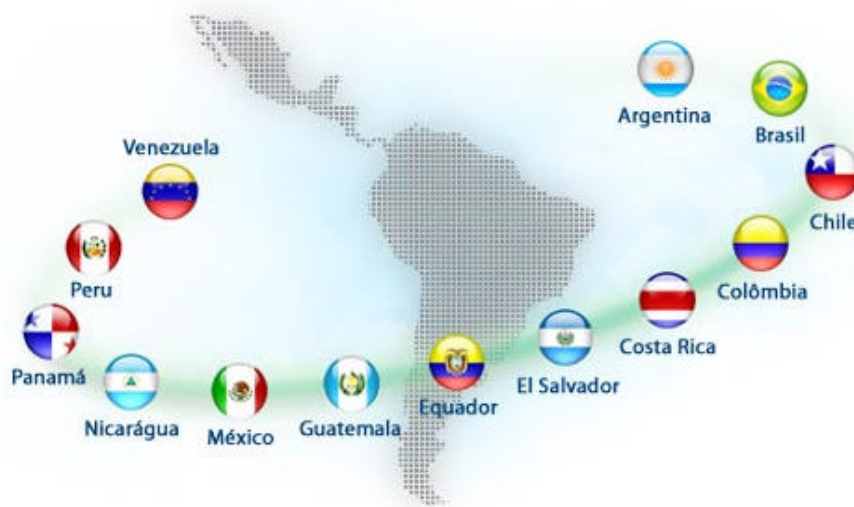 Argentina
Brasil
Venezuela
Chile
Peru
Colômbia
Costa Rica
Panamá
El Salvador
Equador
Nicarágua
México
Guatemala